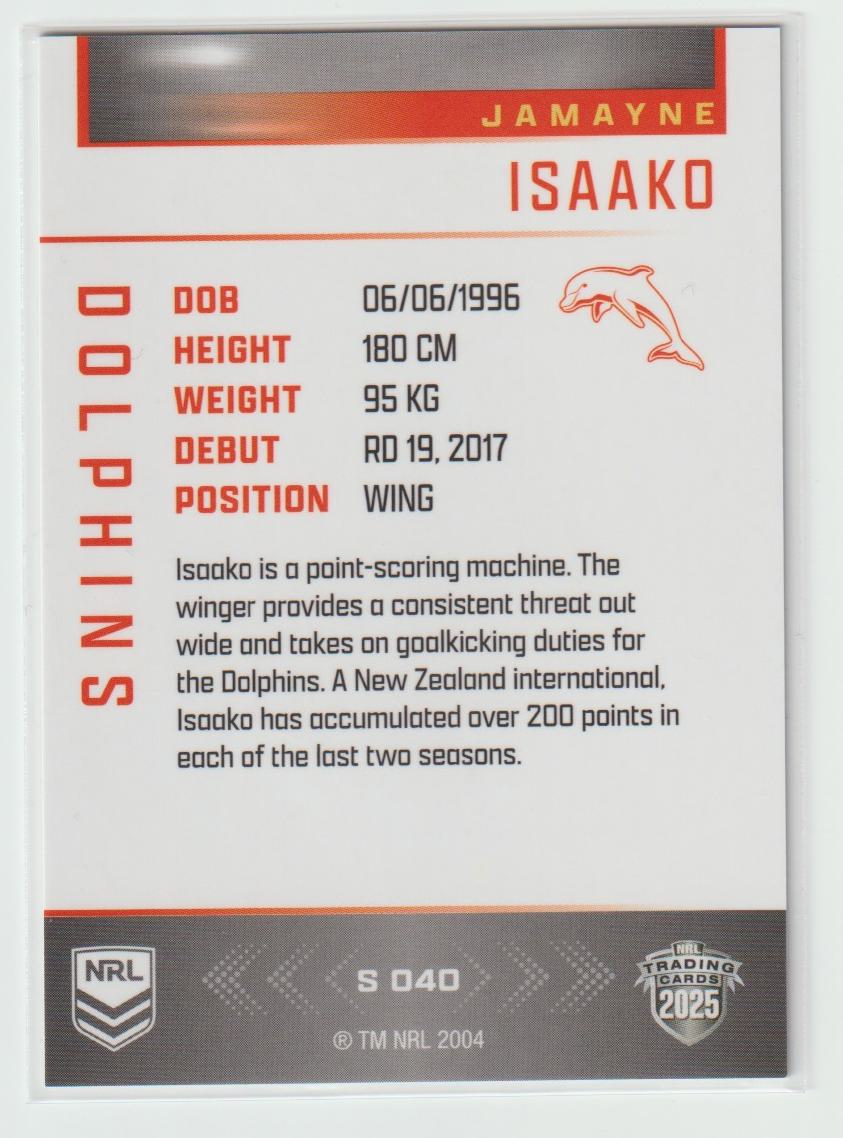 JAMAYNE
ISAAKO
DOLPHINS
DOB 06/06/1996
HEIGHT 180 CM
WEIGHT 95 KG
DEBUT RD 19, 2017
POSITION WING
Isaako is a point-scoring machine. The
winger provides a consistent threat out
wide and takes on goalkicking duties for
the Dolphins. A New Zealand international,
Isaako has accumulated over 200 points in
each of the last two seasons.
NRL
S 040
® TM NRL 2004
NRL
TRADING
CARDS
2025